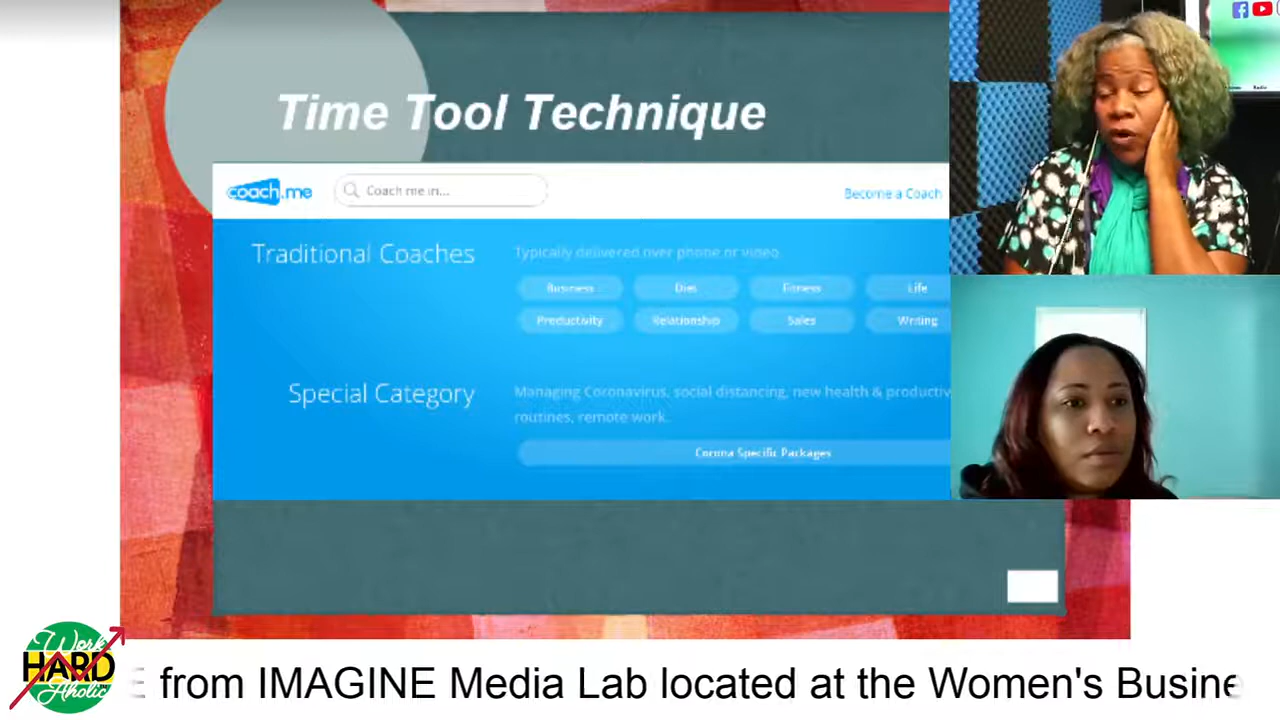 Time Tool Technique
coach.me
Coach me in...
Become a Coach
Traditional Coaches
Typically delivered over phone or video
Business
Diet
Fitness
Life
Productivity
Relationship
Sales
Writing
Special Category
Managing Coronavirus, social distancing, new health & productiv
routines, remote work.
Corona Specific Packages
Work
HARD
Aholic
E from IMAGINE Media Lab located at the Women's Busine